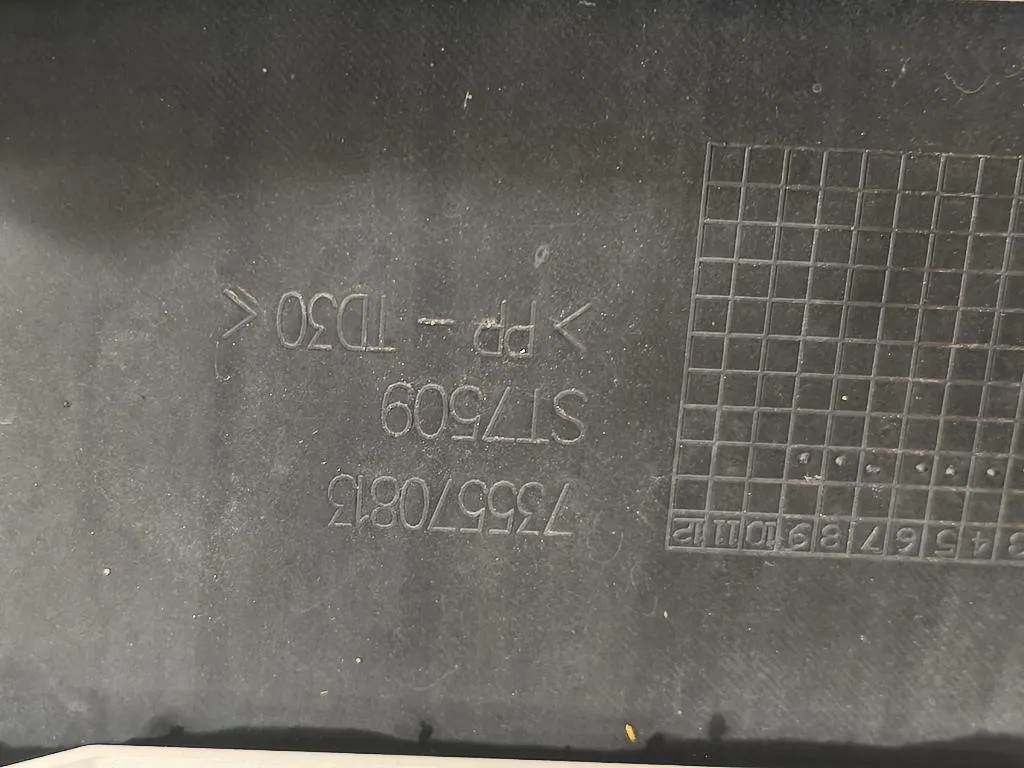 735570813
ST7509
>PP-TD30<
3 4 5 6 7 8 9 10 11 12